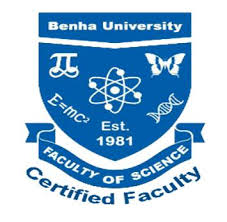 Benha University
π
E=mc²
Est.
1981
FACULTY OF SCIENCE
Certified Faculty